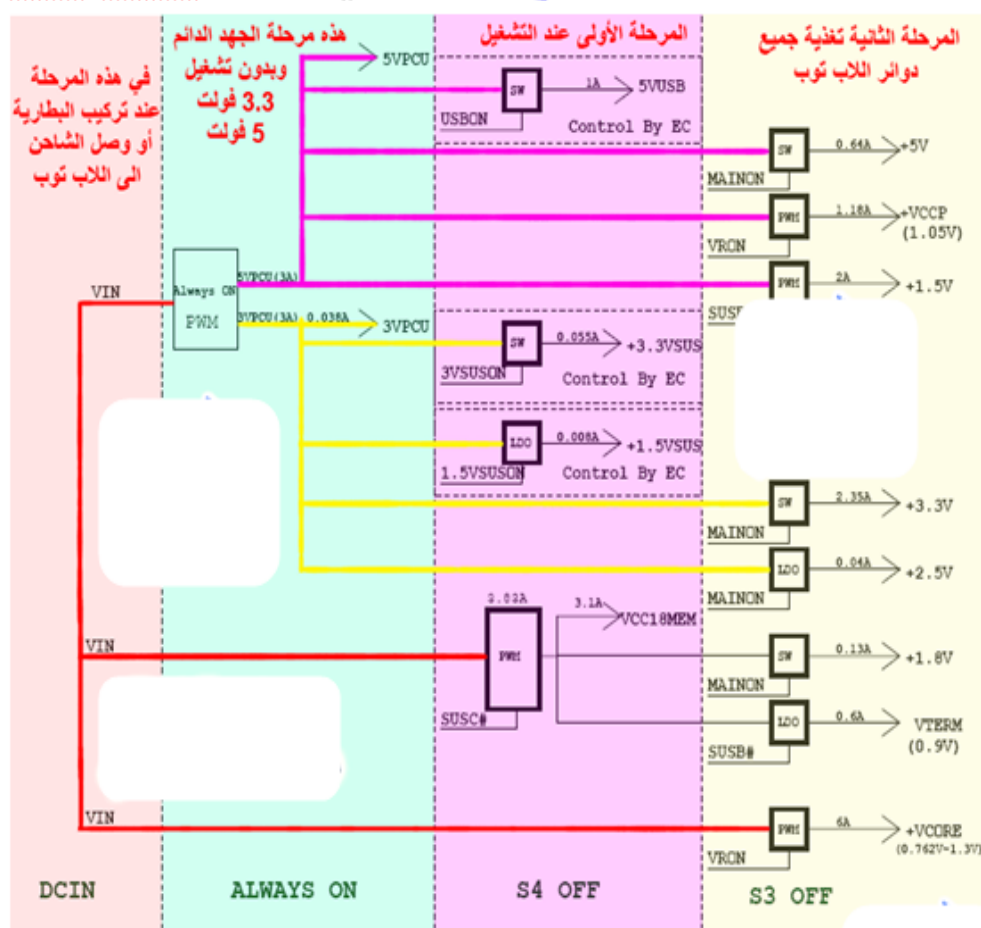 في هذه المرحلة
عند تركيب البطارية
أو وصل الشاحن
الى اللاب توب
هذه مرحلة الجهد الدائم
وبدون تشغيل
3.3 فولت
5 فولت
المرحلة الأولى عند التشغيل
المرحلة الثانية تغذية جميع
دوائر اللاب توب
5VPCU
SW
1A
5VUSB
USBON
Control By EC
SW
0.64A
+5V
MAINON
PWM
1.18A
+VCCP
(1.05V)
VRON
VIN
Always ON
PWM
5VPCU(3A)
PWM
2A
+1.5V
3VPCU(3A)
0.038A
3VPCU
SW
0.055A
+3.3VSUS
3VSUSON
Control By EC
LDO
0.008A
+1.5VSUS
1.5VSUSON
Control By EC
SW
2.35A
+3.3V
MAINON
LDO
0.04A
+2.5V
MAINON
3.1A
VCC18MEM
VIN
PWM
SUSC#
SW
0.13A
+1.8V
MAINON
LDO
0.6A
VTERM
(0.9V)
SUSB#
VIN
PWM
6A
+VCORE
(0.762V~1.3V)
VRON
DCIN
ALWAYS ON
S4 OFF
S3 OFF